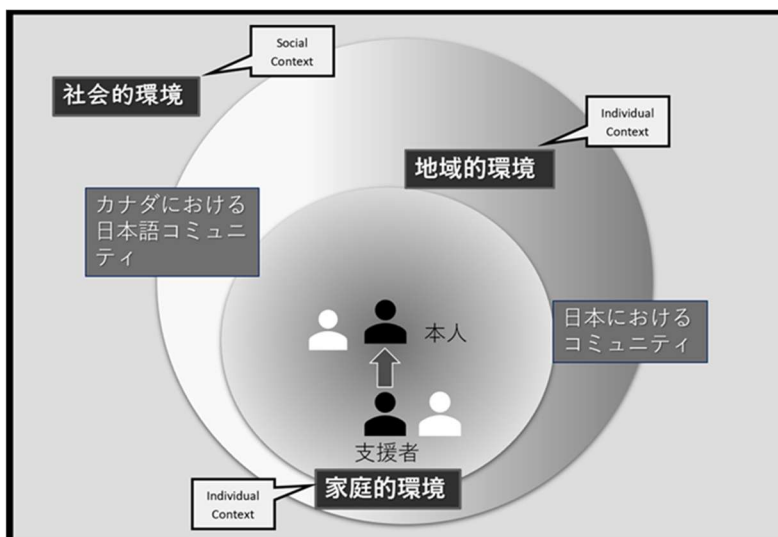 Social
Context
社会的環境
Individual
Context
地域的環境
カナダにおける
日本語コミュニ
ティ
日本における
コミュニティ
本人
支援者
家庭的環境
Individual
Context